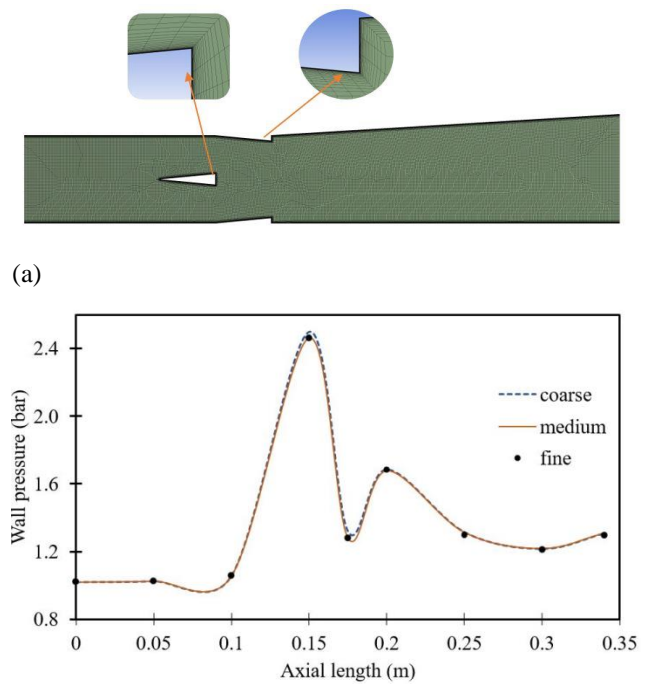 (a)
2.4
2.0
1.6
1.2
0.8
Wall pressure (bar)
coarse
medium
fine
0 0.05 0.1 0.15 0.2 0.25 0.3 0.35
Axial length (m)